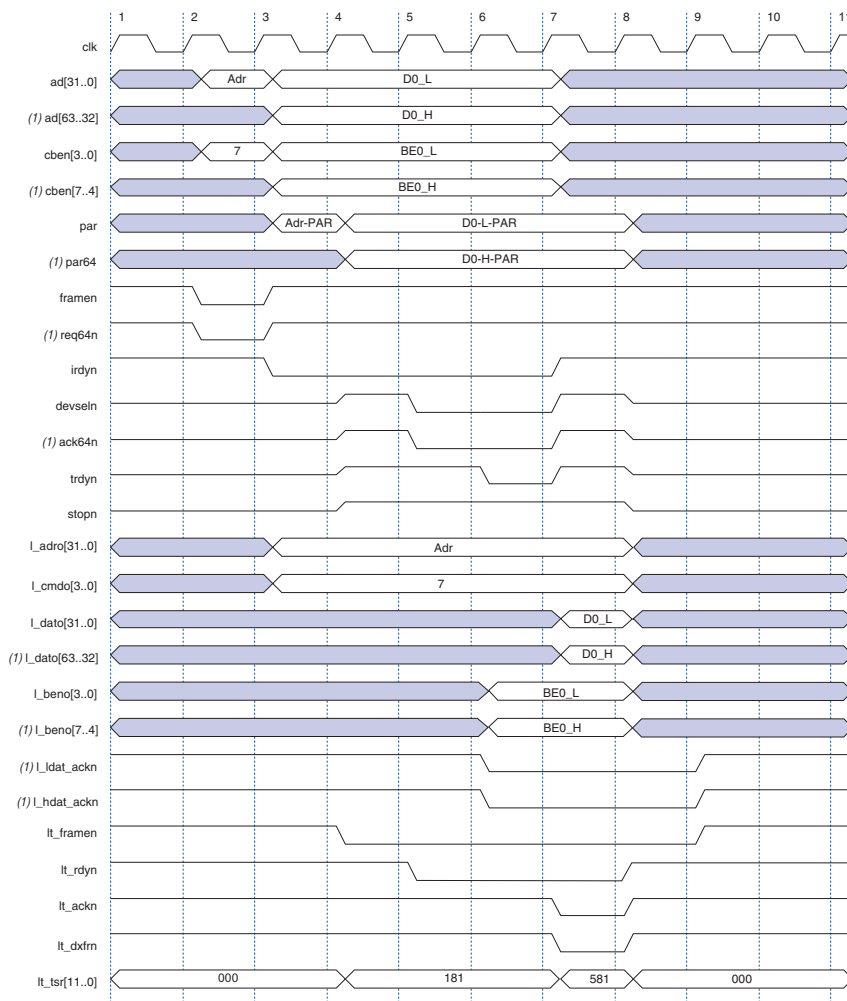 1 2 3 4 5 6 7 8 9 10 11
clk
ad[31..0] Adr D0_L
(1) ad[63..32] D0_H
cben[3..0] 7 BE0_L
(1) cben[7..4] BE0_H
par Adr-PAR D0-L-PAR
(1) par64 D0-H-PAR
framen
(1) req64n
irdyn
devseln
(1) ack64n
trdyn
stopn
l_adro[31..0] Adr
l_cmdo[3..0] 7
l_dato[31..0] D0_L
(1) l_dato[63..32] D0_H
l_beno[3..0] BE0_L
(1) l_beno[7..4] BE0_H
(1) l_ldat_ackn
(1) l_hdat_ackn
lt_framen
lt_rdyn
lt_ackn
lt_dxfrn
lt_tsr[11..0] 000 181 581 000